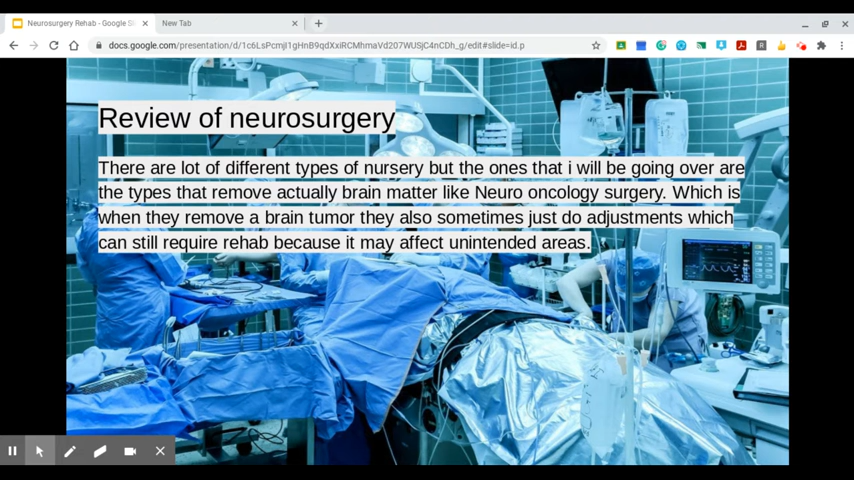 Neurosurgery Rehab - Google Sl
New Tab
docs.google.com/presentation/d/1c6LsPcmjI1gHnB9qdXxiRCMhmaVd207WUSjC4nCDh_g/edit#slide=id.p
Review of neurosurgery
There are lot of different types of nursery but the ones that i will be going over are
the types that remove actually brain matter like Neuro oncology surgery. Which is
when they remove a brain tumor they also sometimes just do adjustments which
can still require rehab because it may affect unintended areas.